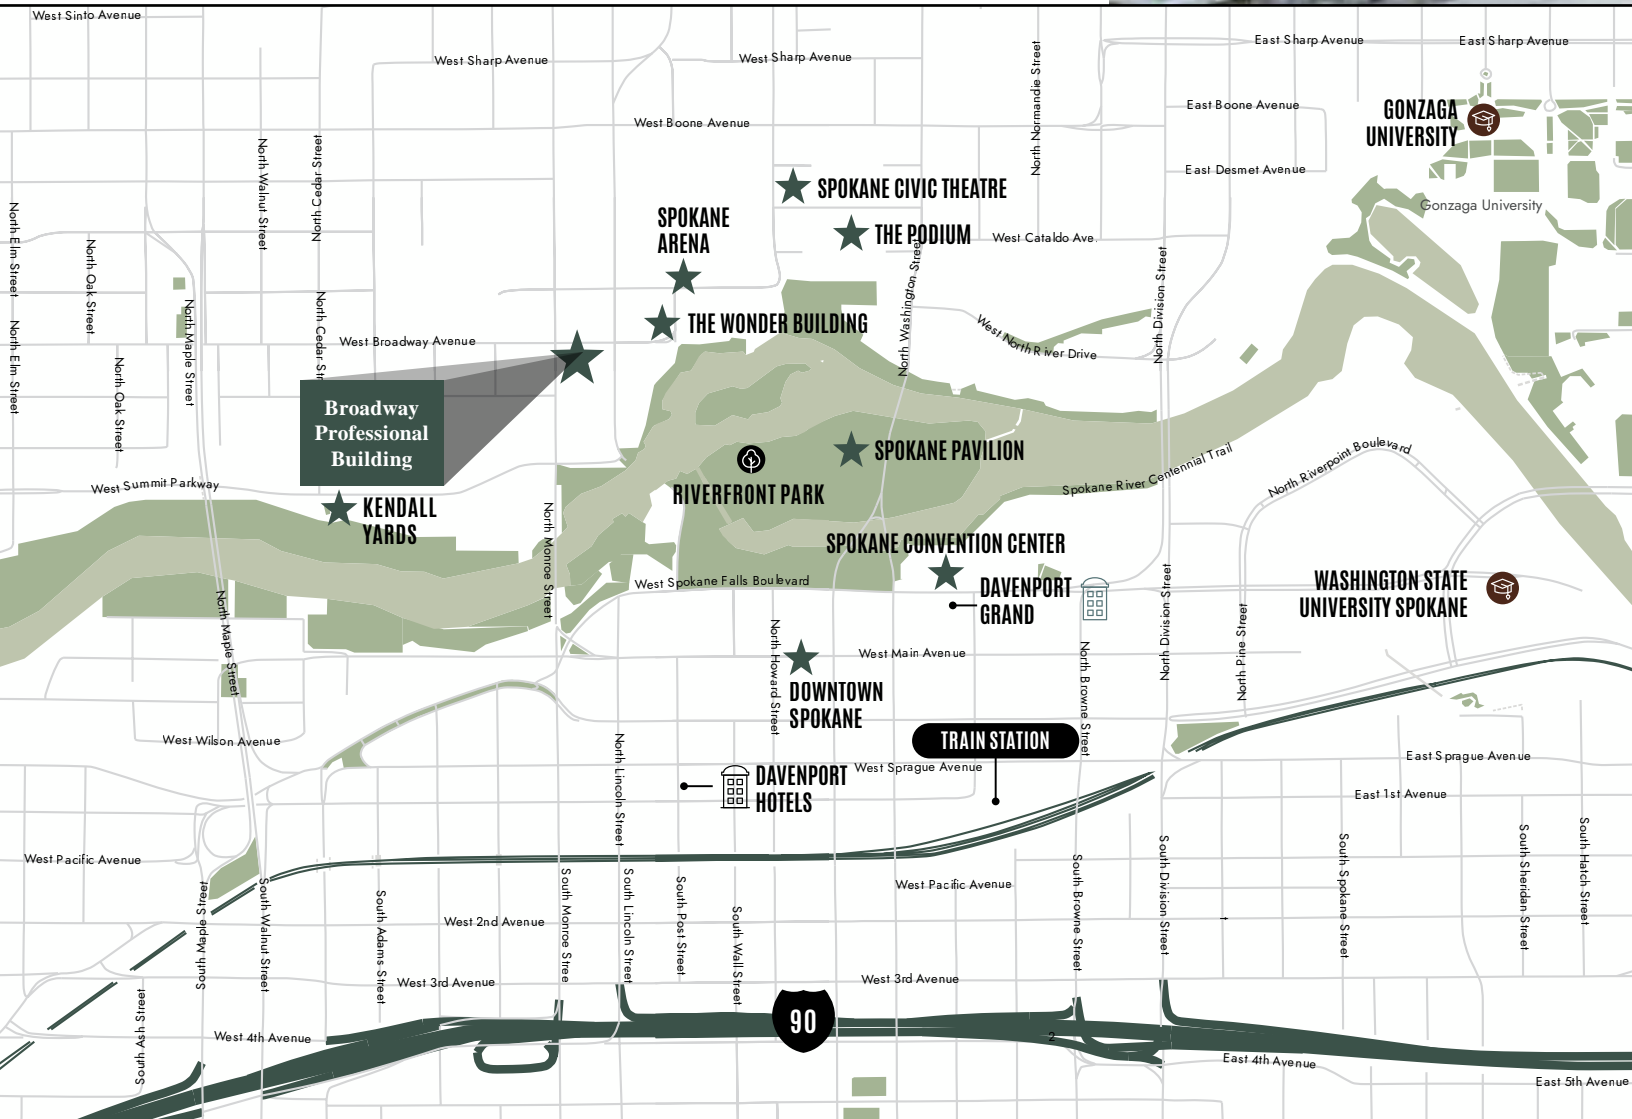 West Sinto Avenue
West Sharp Avenue
West Sharp Avenue
East Sharp Avenue
East Sharp Avenue
North Normandie Street
West Boone Avenue
East Boone Avenue
GONZAGA
UNIVERSITY
East Desmet Avenue
Gonzaga University
North Walnut Street
North Cedar Street
SPOKANE CIVIC THEATRE
SPOKANE
ARENA
THE PODIUM
West Cataldo Ave.
North Elm Street
North Oak Street
North Washington Street
North Division Street
North Maple Street
North Cedar Str
THE WONDER BUILDING
West North River Drive
West Broadway Avenue
North Elm Street
North Oak Street
Broadway
Professional
Building
SPOKANE PAVILION
RIVERFRONT PARK
Spokane River Centennial Trail
North Riverpoint Boulevard
West Summit Parkway
KENDALL
YARDS
North Monroe Street
SPOKANE CONVENTION CENTER
West Spokane Falls Boulevard
DAVENPORT
GRAND
WASHINGTON STATE
UNIVERSITY SPOKANE
North Division Street
North Pine Street
North Maple Street
North Howard Street
West Main Avenue
North Browne Street
DOWNTOWN
SPOKANE
TRAIN STATION
West Wilson Avenue
North Lincoln Street
DAVENPORT
HOTELS
West Sprague Avenue
East Sprague Avenue
East 1st Avenue
West Pacific Avenue
West Pacific Avenue
South Maple Street
South Walnut Street
South Adams Street
West 2nd Avenue
South Monroe Stree
South Lincoln Street
South Post Street
South Wall Street
South Browne Street
South Division Street
South Spokane Street
South Sheridan Street
South Hatch Street
West 3rd Avenue
West 3rd Avenue
South Ash Street
West 4th Avenue
90
2
East 4th Avenue
East 5th Avenue